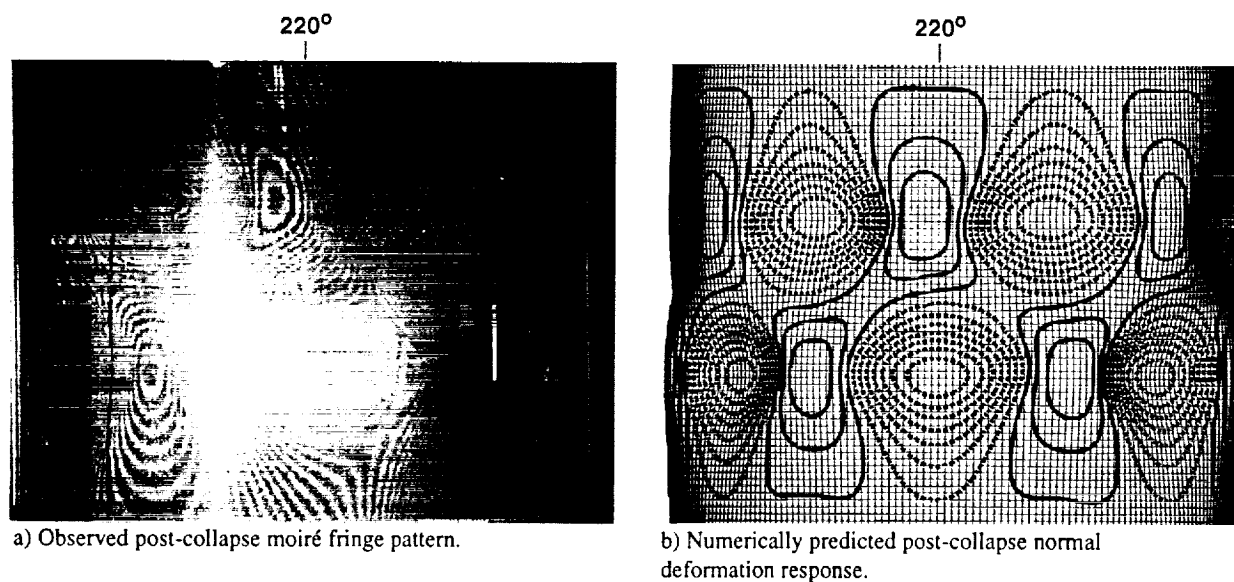 220°
220°
a) Observed post-collapse moiré fringe pattern.
b) Numerically predicted post-collapse normal
deformation response.